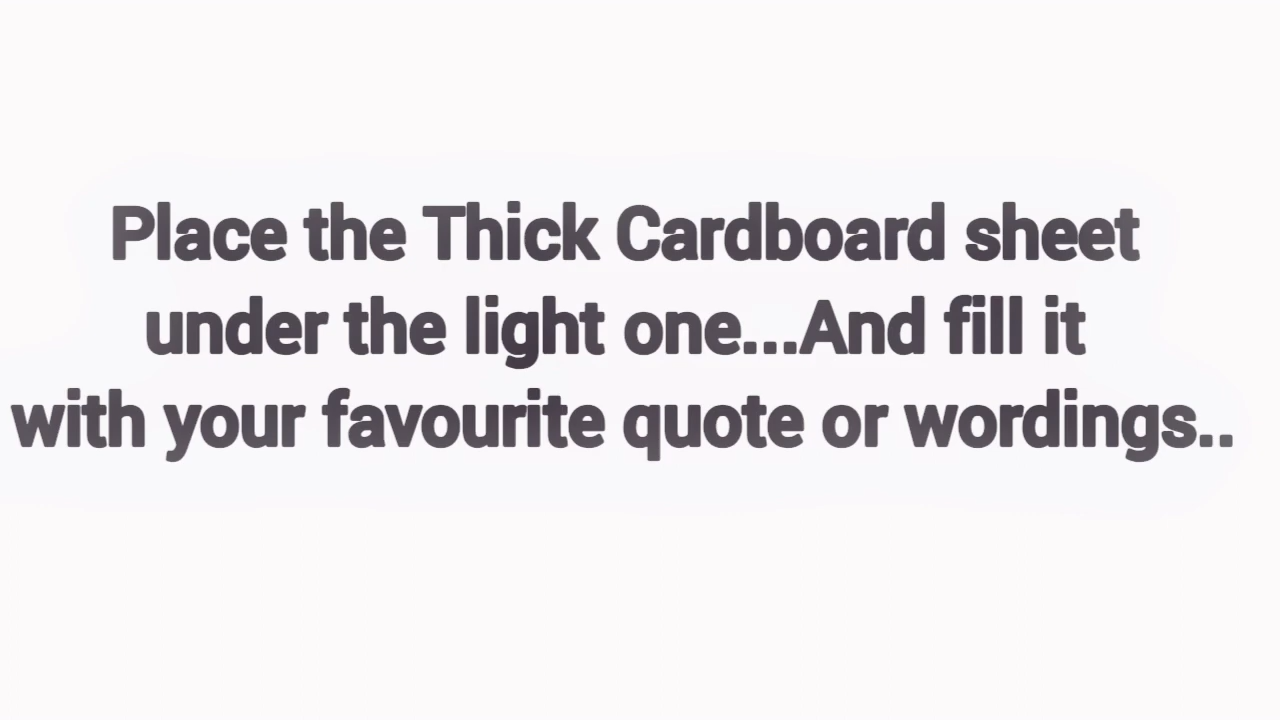 Place the Thick Cardboard sheet
under the light one...And fill it
with your favourite quote or wordings..